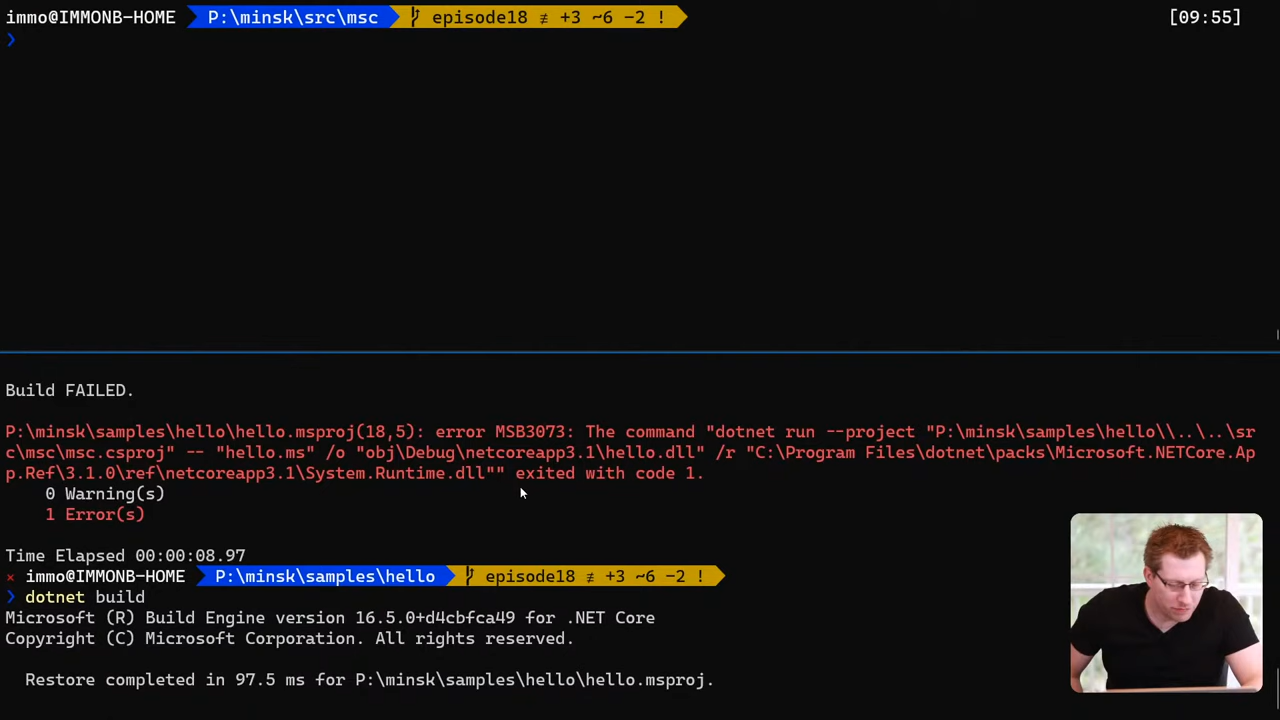 immo@IMMONB-HOME P:\minsk\src\msc episode18 ≢ +3 ~6 -2 ! [09:55]
❯
Build FAILED.
P:\minsk\samples\hello\hello.msproj(18,5): error MSB3073: The command "dotnet run --project "P:\minsk\samples\hello\\..\..\sr
c\msc\msc.csproj" -- "hello.ms" /o "obj\Debug\netcoreapp3.1\hello.dll" /r "C:\Program Files\dotnet\packs\Microsoft.NETCore.Ap
p.Ref\3.1.0\ref\netcoreapp3.1\System.Runtime.dll"" exited with code 1.
0 Warning(s)
1 Error(s)
Time Elapsed 00:00:08.97
× immo@IMMONB-HOME P:\minsk\samples\hello episode18 ≢ +3 ~6 -2 !
❯ dotnet build
Microsoft (R) Build Engine version 16.5.0+d4cbfca49 for .NET Core
Copyright (C) Microsoft Corporation. All rights reserved.
Restore completed in 97.5 ms for P:\minsk\samples\hello\hello.msproj.